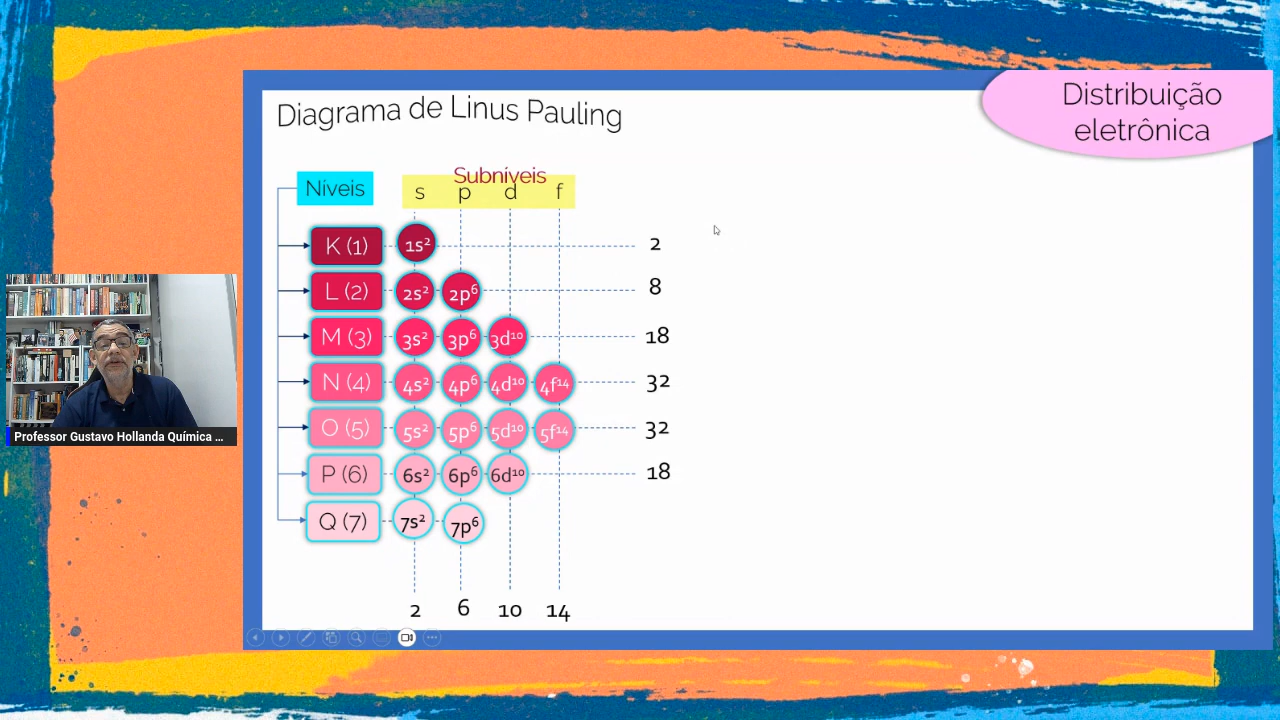 Distribuição
eletrônica
Diagrama de Linus Pauling
Níveis
Subníveis
s p d f
K (1) 1s² 2
L (2) 2s² 2p⁶ 8
M (3) 3s² 3p⁶ 3d¹⁰ 18
N (4) 4s² 4p⁶ 4d¹⁰ 4f¹⁴ 32
O (5) 5s² 5p⁶ 5d¹⁰ 5f¹⁴ 32
P (6) 6s² 6p⁶ 6d¹⁰ 18
Q (7) 7s² 7p⁶
2 6 10 14
Professor Gustavo Hollanda Química ...